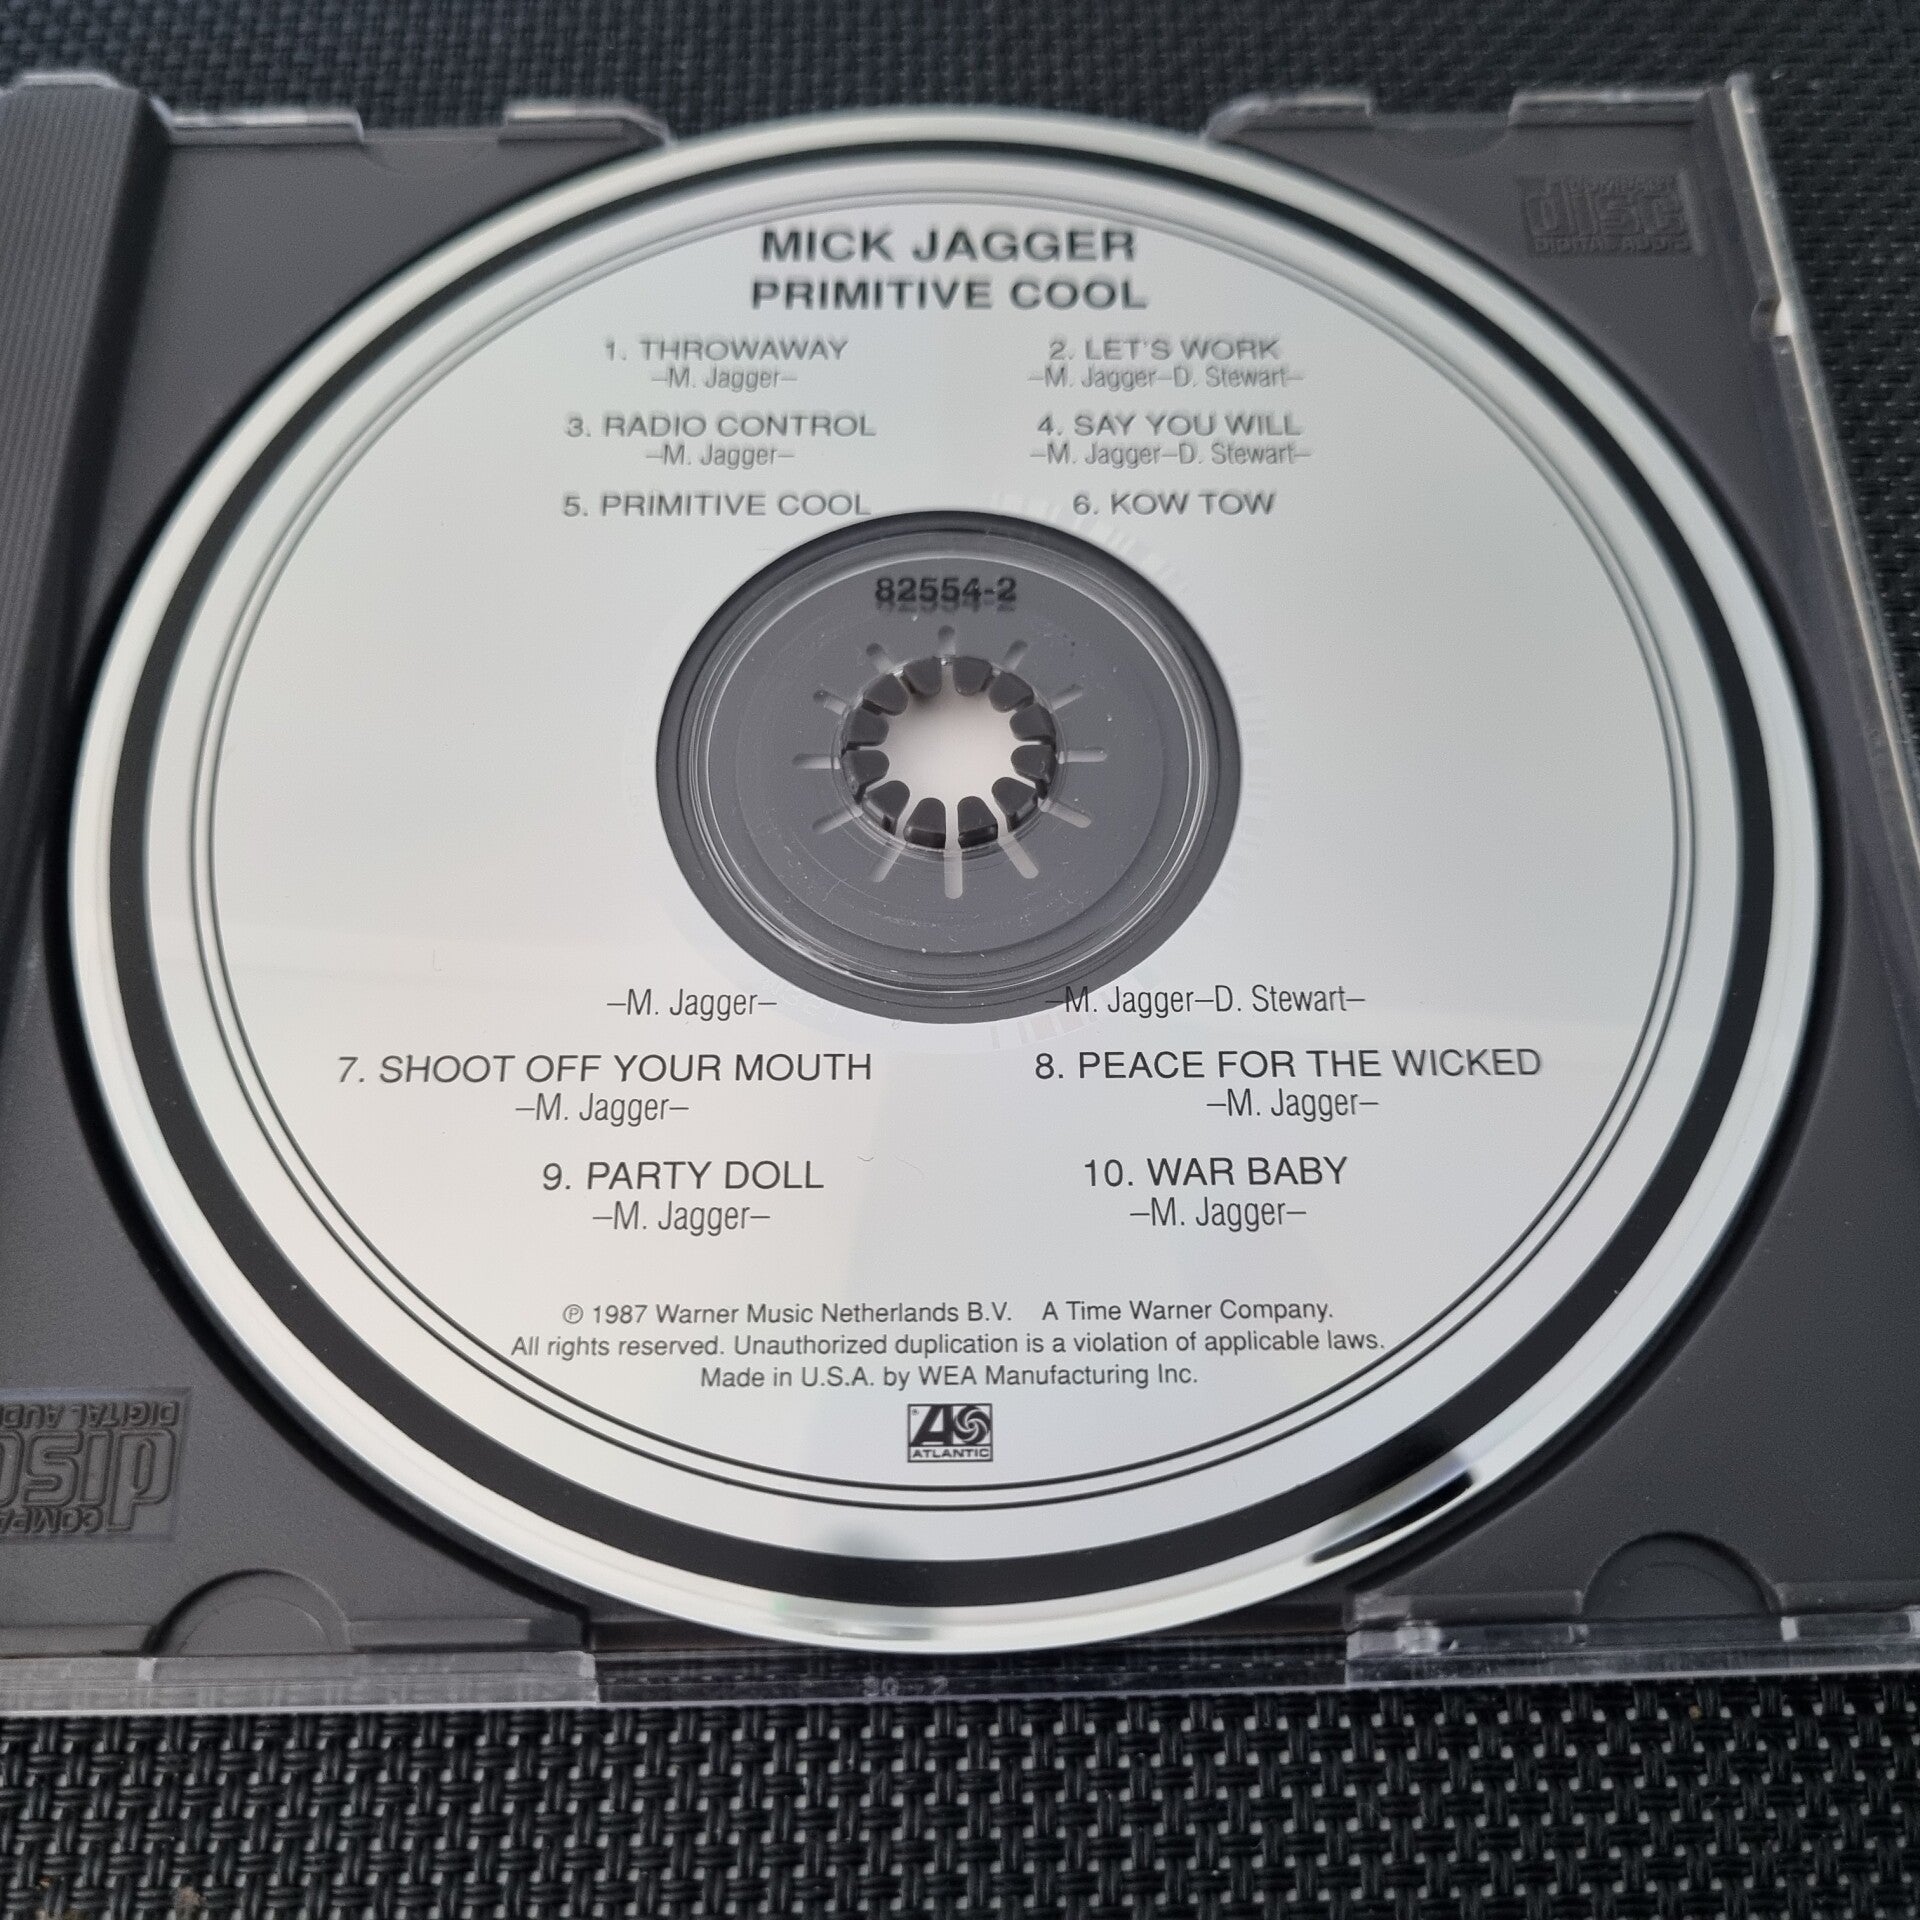 MICK JAGGER
PRIMITIVE COOL
1. THROWAWAY
–M. Jagger–
2. LET'S WORK
–M. Jagger–D. Stewart–
3. RADIO CONTROL
–M. Jagger–
4. SAY YOU WILL
–M. Jagger–D. Stewart–
5. PRIMITIVE COOL
6. KOW TOW
82554-2
–M. Jagger–
–M. Jagger–D. Stewart–
7. SHOOT OFF YOUR MOUTH
–M. Jagger–
8. PEACE FOR THE WICKED
–M. Jagger–
9. PARTY DOLL
–M. Jagger–
10. WAR BABY
–M. Jagger–
℗ 1987 Warner Music Netherlands B.V. A Time Warner Company.
All rights reserved. Unauthorized duplication is a violation of applicable laws.
Made in U.S.A. by WEA Manufacturing Inc.
ATLANTIC
COMPACT
disc
DIGITAL AUDIO